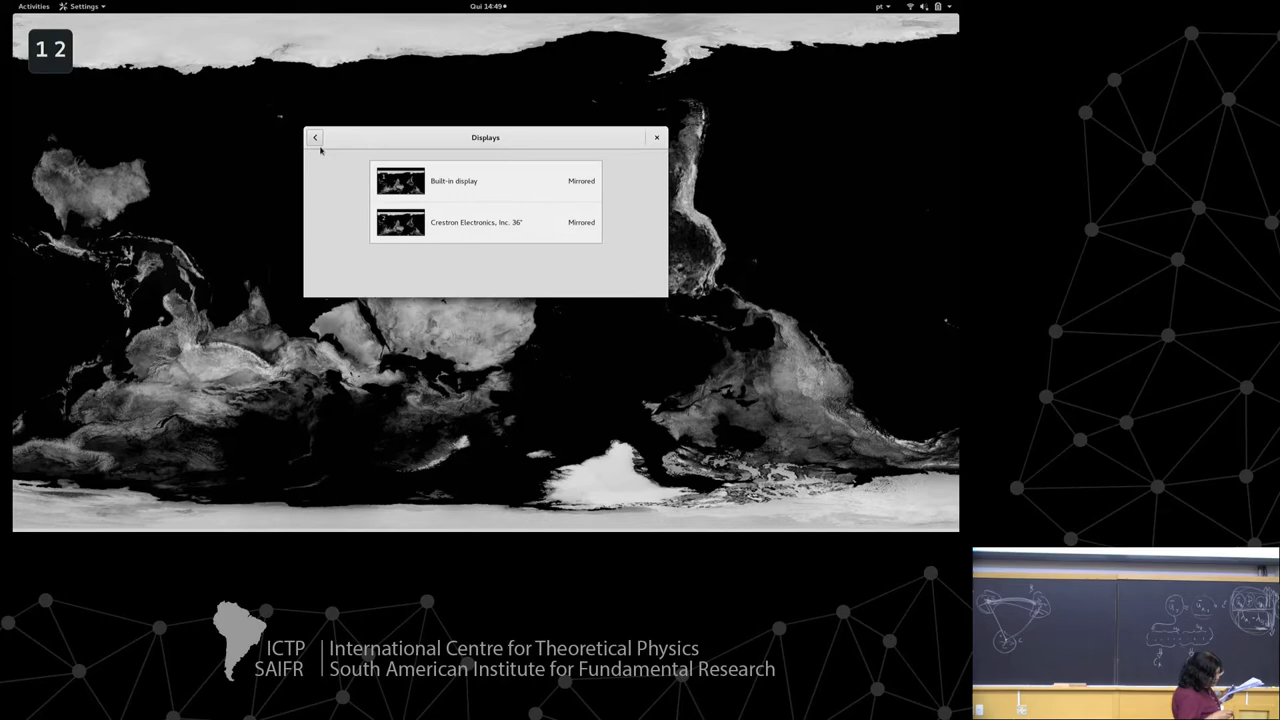 Activities Settings Qui 14:49 pt
1 2
Displays
Built-in display Mirrored
Crestron Electronics, Inc. 36" Mirrored
ICTP International Centre for Theoretical Physics
SAIFR South American Institute for Fundamental Research